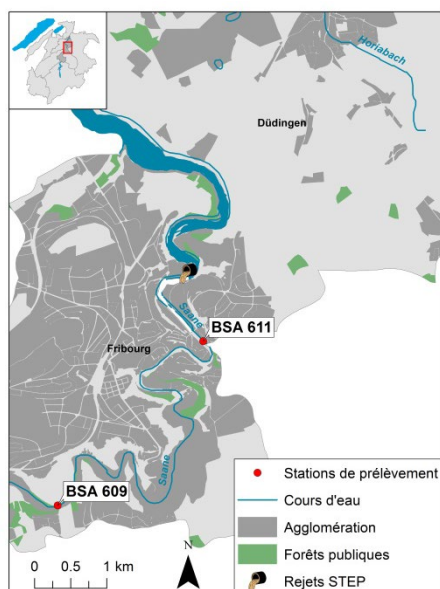 Horiabach
Düdingen
Saane
BSA 611
Fribourg
BSA 609
Saane
N
0 0.5 1 km
Stations de prélèvement
Cours d'eau
Agglomération
Forêts publiques
Rejets STEP